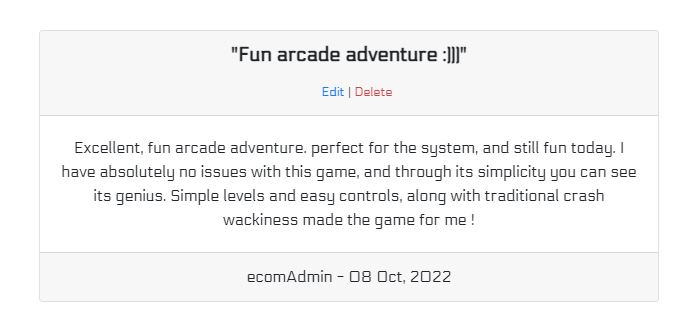 "Fun arcade adventure :)))"
Edit | Delete
Excellent, fun arcade adventure. perfect for the system, and still fun today. I
have absolutely no issues with this game, and through its simplicity you can see
its genius. Simple levels and easy controls, along with traditional crash
wackiness made the game for me !
ecomAdmin - 08 Oct, 2022